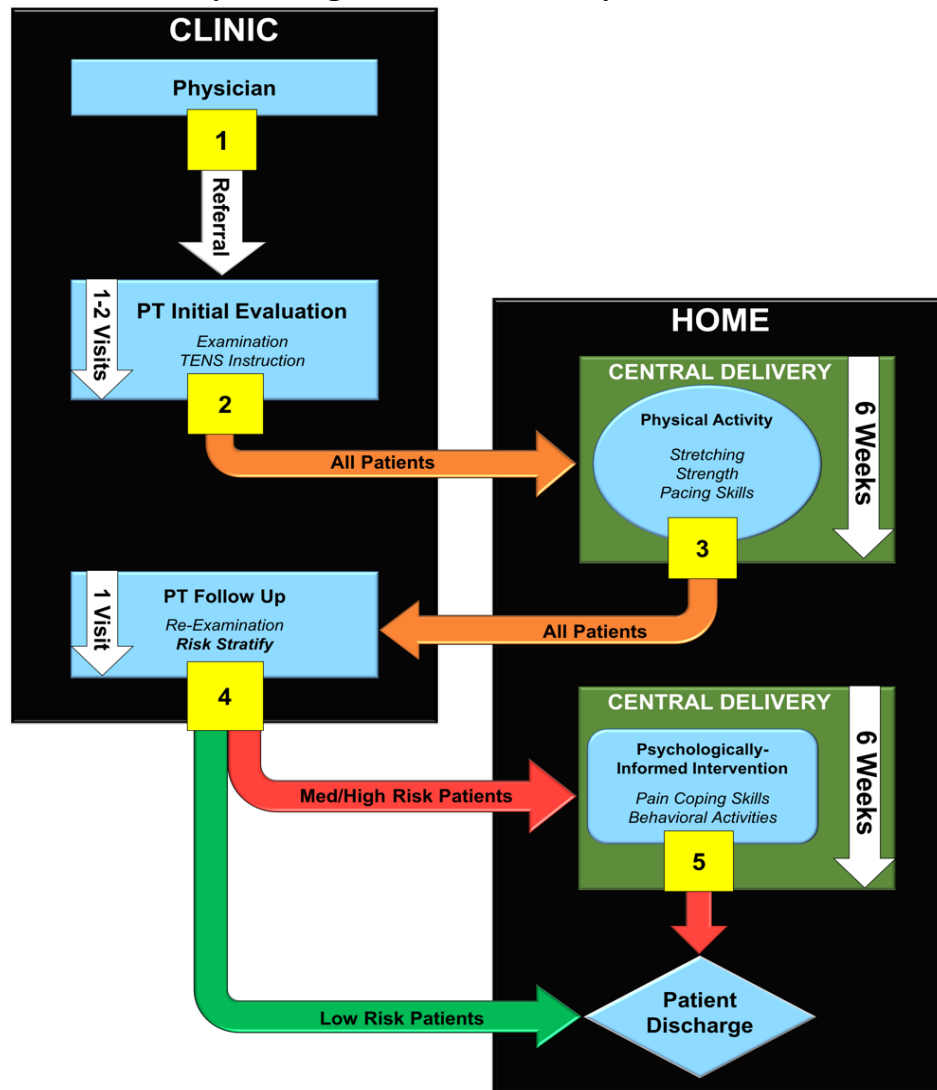 CLINIC
Physician
1
Referral
1-2 Visits
PT Initial Evaluation
Examination
TENS Instruction
2
All Patients
HOME
CENTRAL DELIVERY
Physical Activity
Stretching
Strength
Pacing Skills
6 Weeks
3
All Patients
1 Visit
PT Follow Up
Re-Examination
Risk Stratify
4
Med/High Risk Patients
CENTRAL DELIVERY
Psychologically-
Informed Intervention
Pain Coping Skills
Behavioral Activities
6 Weeks
5
Low Risk Patients
Patient
Discharge